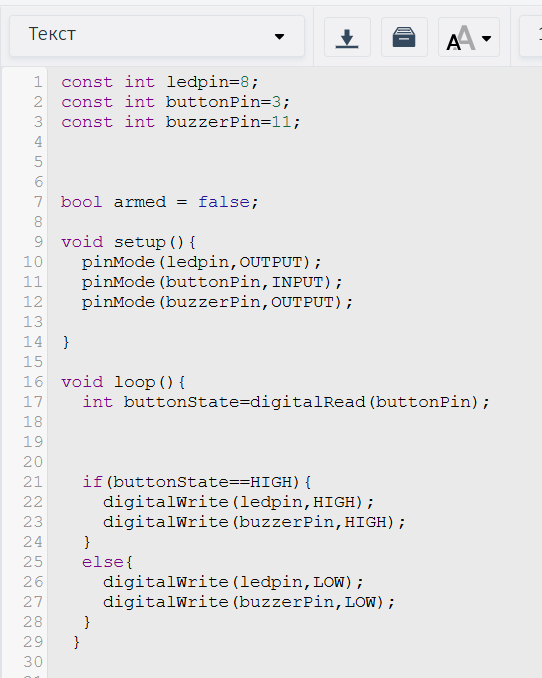 Текст
AA
1 const int ledpin=8;
2 const int buttonPin=3;
3 const int buzzerPin=11;
4
5
6
7 bool armed = false;
8
9 void setup(){
10 pinMode(ledpin,OUTPUT);
11 pinMode(buttonPin,INPUT);
12 pinMode(buzzerPin,OUTPUT);
13
14 }
15
16 void loop(){
17 int buttonState=digitalRead(buttonPin);
18
19
20
21 if(buttonState==HIGH){
22 digitalWrite(ledpin,HIGH);
23 digitalWrite(buzzerPin,HIGH);
24 }
25 else{
26 digitalWrite(ledpin,LOW);
27 digitalWrite(buzzerPin,LOW);
28 }
29 }
30